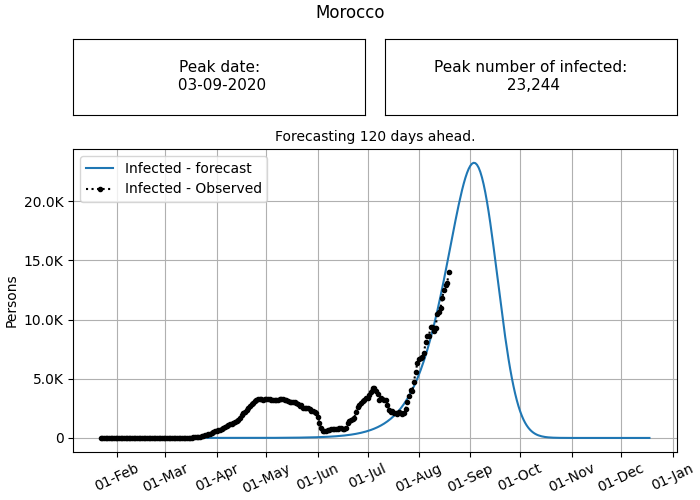 Morocco
Peak date:
03-09-2020
Peak number of infected:
23,244
Forecasting 120 days ahead.
Infected - forecast
Infected - Observed
Persons
20.0K
15.0K
10.0K
5.0K
0
01-Feb
01-Mar
01-Apr
01-May
01-Jun
01-Jul
01-Aug
01-Sep
01-Oct
01-Nov
01-Dec
01-Jan